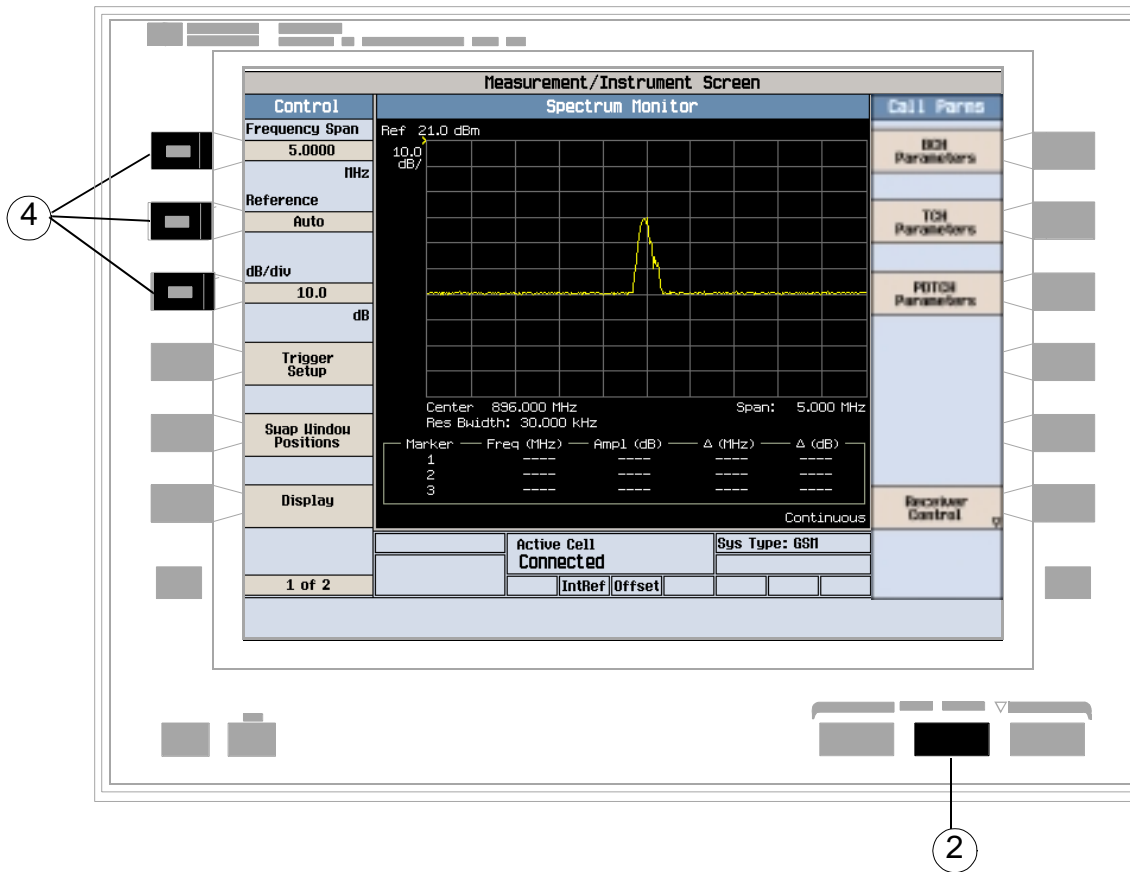 Measurement/Instrument Screen
Control
Spectrum Monitor
Call Parms
Frequency Span
5.0000
MHz
Reference
Auto
dB/div
10.0
dB
Trigger
Setup
Swap Window
Positions
Display
1 of 2
Ref 21.0 dBm
10.0
dB/
Center 896.000 MHz
Span: 5.000 MHz
Res Bwidth: 30.000 kHz
Marker Freq (MHz) Ampl (dB) Δ (MHz) Δ (dB)
1 ---- ---- ---- ----
2 ---- ---- ---- ----
3 ---- ---- ---- ----
Continuous
Active Cell
Connected
Sys Type: GSM
IntRef Offset
BCH
Parameters
TCH
Parameters
PDTCH
Parameters
Receiver
Control
4
2